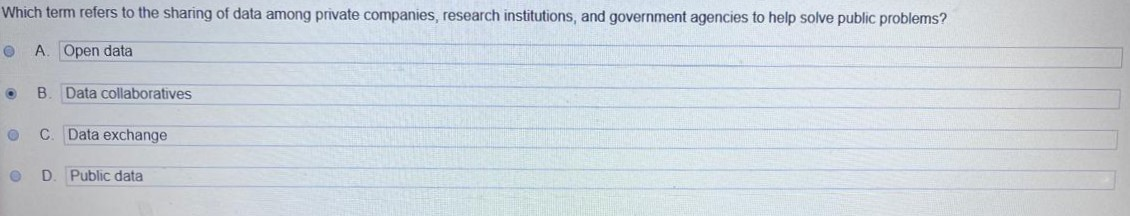 Which term refers to the sharing of data among private companies, research institutions, and government agencies to help solve public problems?
A. Open data
B. Data collaboratives
C. Data exchange
D. Public data